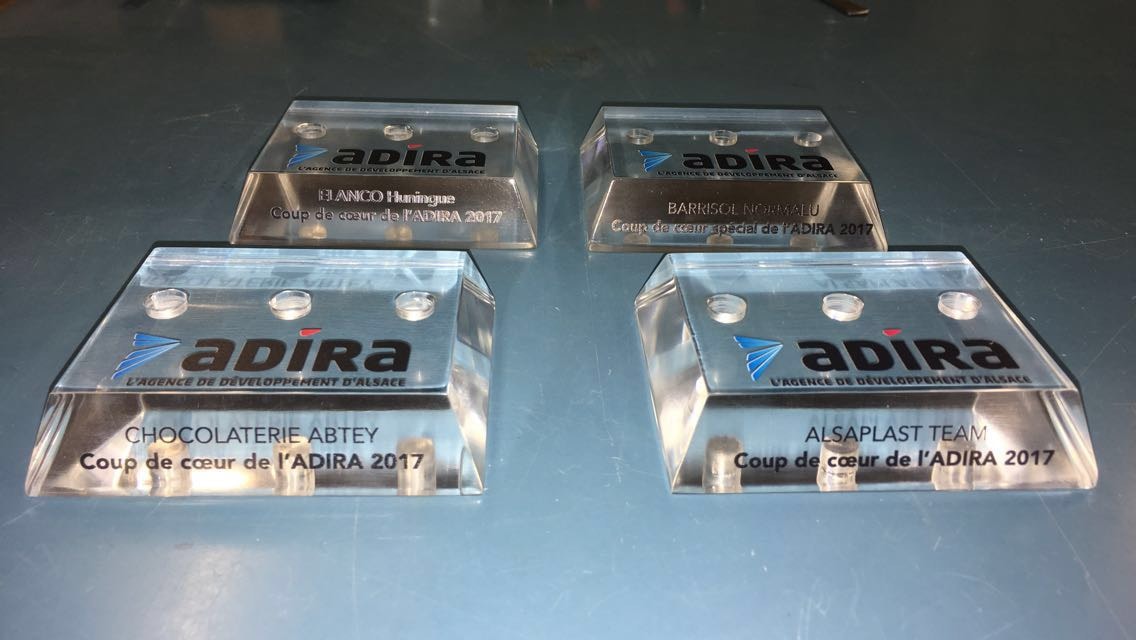 aDIRa
L'AGENCE DE DÉVELOPPEMENT D'ALSACE
ELANCO Huningue
Coup de cœur de l'ADIRA 2017
aDIRa
L'AGENCE DE DÉVELOPPEMENT D'ALSACE
BARRISOL NORMALU
Coup de cœur spécial de l'ADIRA 2017
aDIRa
L'AGENCE DE DÉVELOPPEMENT D'ALSACE
CHOCOLATERIE ABTEY
Coup de cœur de l'ADIRA 2017
aDIRa
L'AGENCE DE DÉVELOPPEMENT D'ALSACE
ALSAPLAST TEAM
Coup de cœur de l'ADIRA 2017